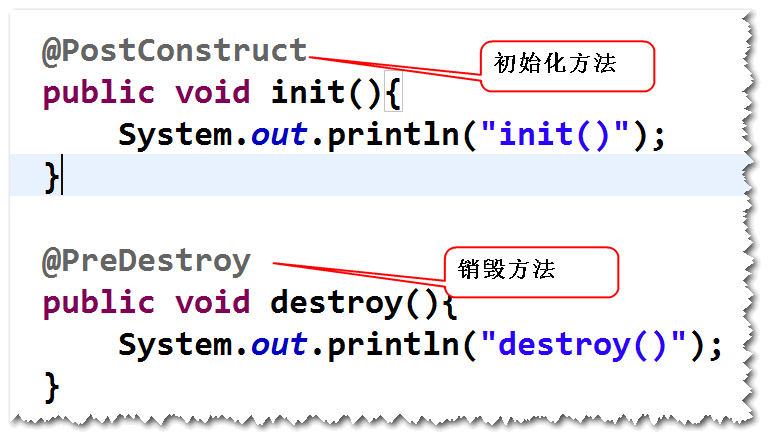 @PostConstruct
初始化方法
public void init(){
System.out.println("init()");
}
@PreDestroy
销毁方法
public void destroy(){
System.out.println("destroy()");
}